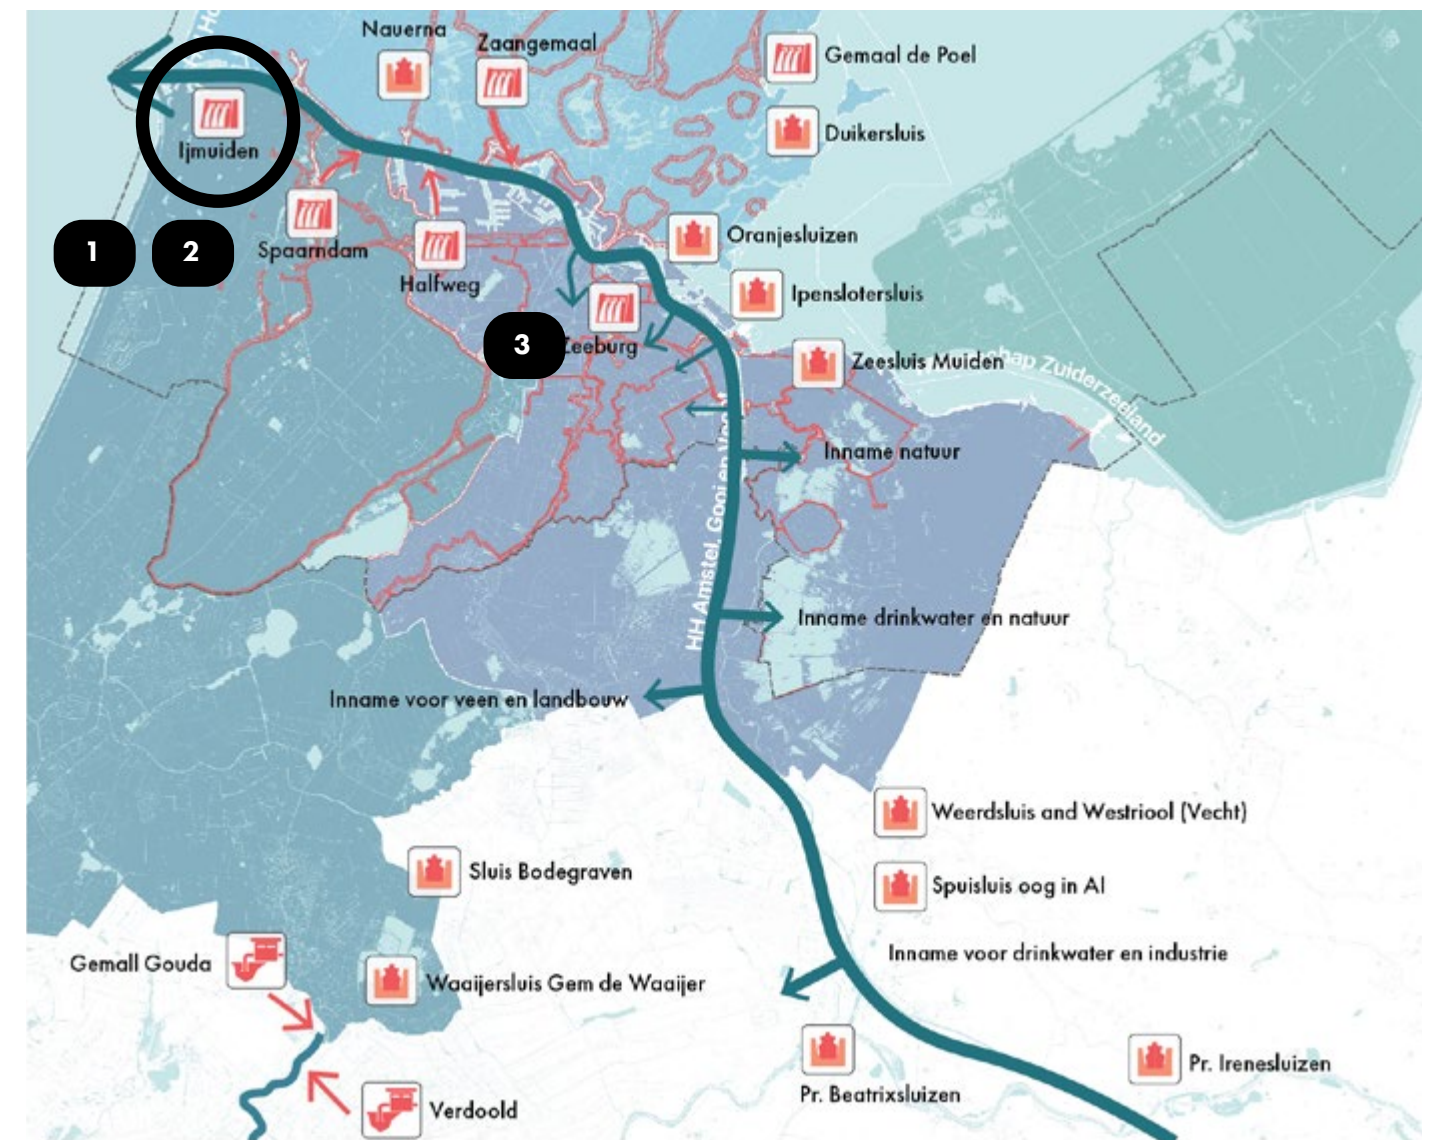 Nauerna
Zaangemaal
Gemaal de Poel
Duikersluis
Ijmuiden
Spaarndam
Halfweg
Oranjesluizen
Ipenslotersluis
1
2
3
Zeeburg
Zeesluis Muiden
chap Zuiderzeeland
Inname natuur
HH Amstel, Gooi en Vecht
Inname drinkwater en natuur
Inname voor veen en landbouw
Weerdsluis and Westriool (Vecht)
Sluis Bodegraven
Spuisluis oog in Al
Inname voor drinkwater en industrie
Gemall Gouda
Waaijersluis Gem de Waaijer
Pr. Beatrixsluizen
Pr. Irenesluizen
Verdoold